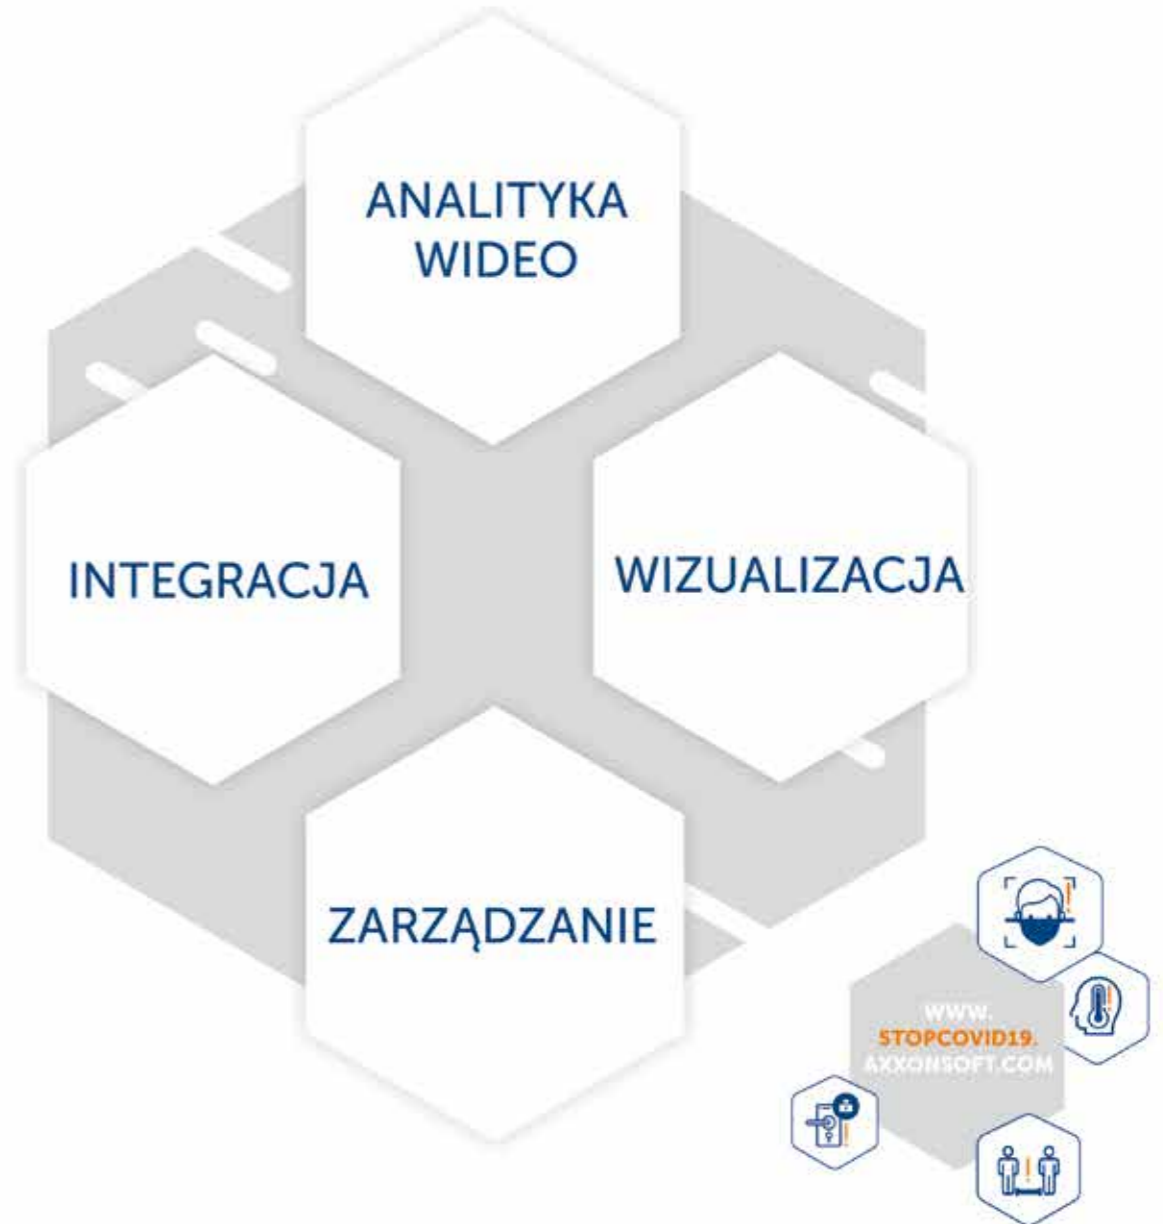 ANALITYKA
WIDEO
INTEGRACJA
WIZUALIZACJA
ZARZĄDZANIE
WWW.
STOPCOVID19.
AXXONSOFT.COM